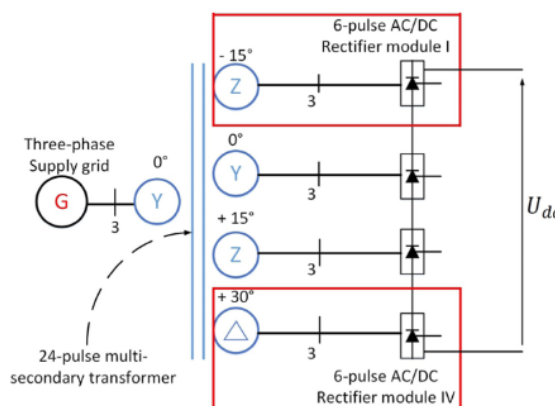 6-pulse AC/DC
Rectifier module I
- 15°
Z
3
Three-phase
Supply grid
0°
0°
G
3
Y
Y
3
+ 15°
Z
3
+ 30°
3
24-pulse multi-
secondary transformer
6-pulse AC/DC
Rectifier module IV